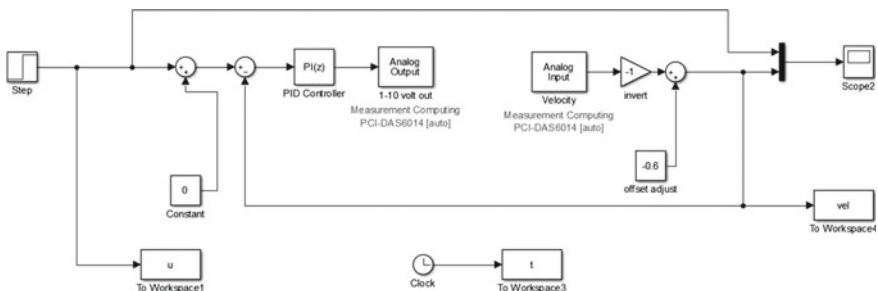 Step
+
+
+
−
PI(z)
PID Controller
Analog
Output
1-10 volt out
Measurement Computing
PCI-DAS6014 [auto]
Analog
Input
Velocity
Measurement Computing
PCI-DAS6014 [auto]
-1
invert
+
+
Scope2
0
Constant
-0.6
offset adjust
vel
To Workspace4
u
To Workspace1
Clock
t
To Workspace3